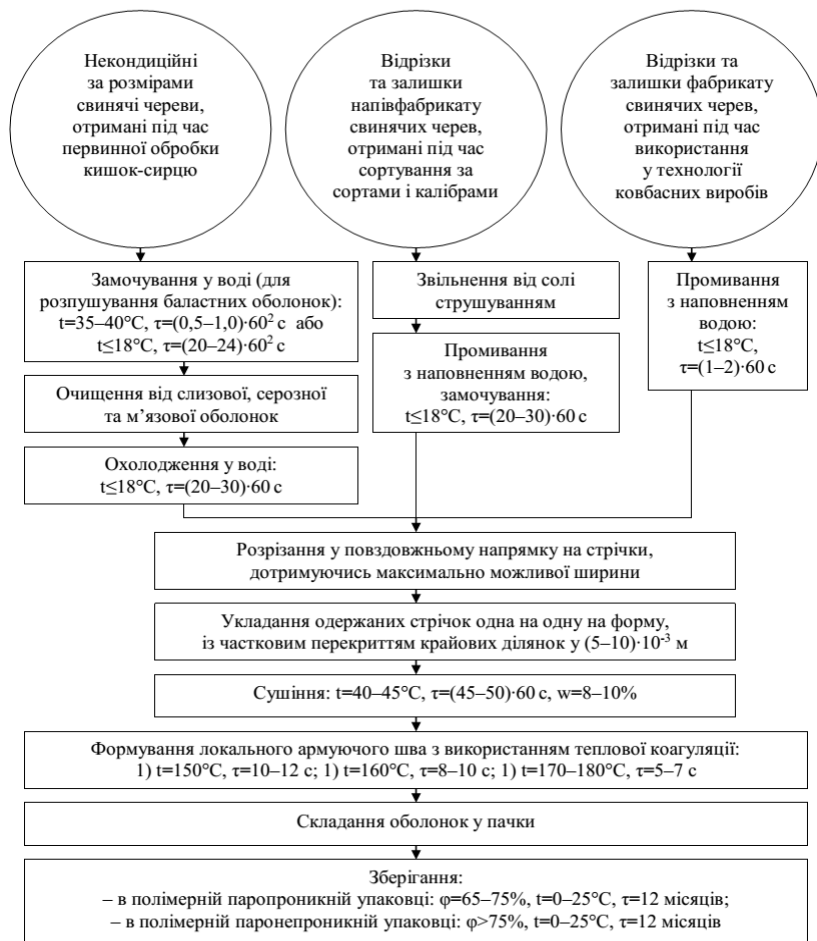 Некондиційні
за розмірами
свинячі череви,
отримані під час
первинної обробки
кишок-сирцю
Відрізки
та залишки
напівфабрикату
свинячих черев,
отримані під час
сортування за
сортами і калібрами
Відрізки та
залишки фабрикату
свинячих черев,
отримані під час
використання
у технології
ковбасних виробів
Замочування у воді (для
розпушування баластних оболонок):
t=35–40°C, τ=(0,5–1,0)·60² с або
t≤18°C, τ=(20–24)·60² с
Очищення від слизової, серозної
та м’язової оболонок
Охолодження у воді:
t≤18°C, τ=(20–30)·60 с
Звільнення від солі
струшуванням
Промивання
з наповненням водою,
замочування:
t≤18°C, τ=(20–30)·60 с
Промивання
з наповненням
водою:
t≤18°C,
τ=(1–2)·60 с
Розрізання у повздовжньому напрямку на стрічки,
дотримуючись максимально можливої ширини
Укладання одержаних стрічок одна на одну на форму,
із частковим перекриттям крайових ділянок у (5–10)·10⁻³ м
Сушіння: t=40–45°C, τ=(45–50)·60 с, w=8–10%
Формування локального армуючого шва з використанням теплової коагуляції:
1) t=150°C, τ=10–12 с; 1) t=160°C, τ=8–10 с; 1) t=170–180°C, τ=5–7 с
Складання оболонок у пачки
Зберігання:
– в полімерній паропроникній упаковці: φ=65–75%, t=0–25°C, τ=12 місяців;
– в полімерній паронепроникній упаковці: φ>75%, t=0–25°C, τ=12 місяців